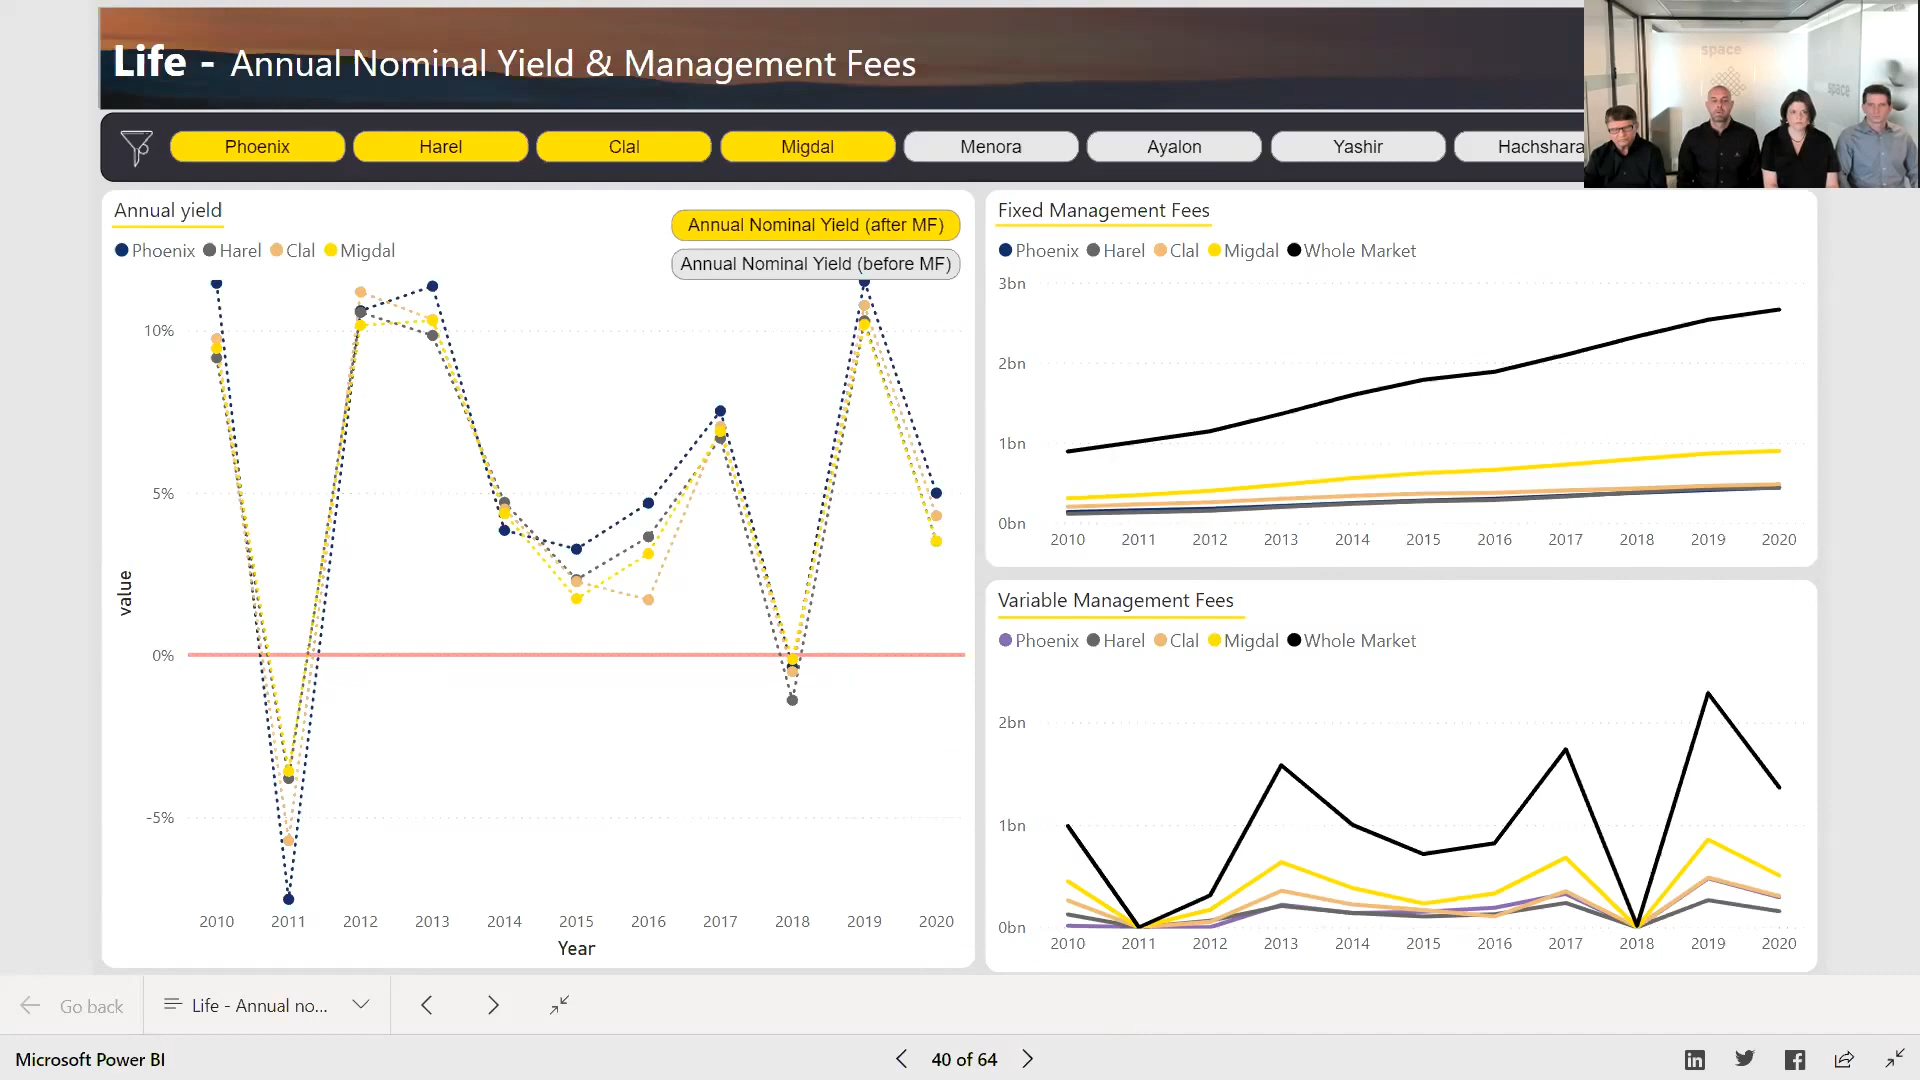 Life - Annual Nominal Yield & Management Fees
space
space
Phoenix
Harel
Clal
Migdal
Menora
Ayalon
Yashir
Hachshara
Annual yield
Annual Nominal Yield (after MF)
Annual Nominal Yield (before MF)
Phoenix Harel Clal Migdal
10%
5%
0%
-5%
value
2010 2011 2012 2013 2014 2015 2016 2017 2018 2019 2020
Year
Fixed Management Fees
Phoenix Harel Clal Migdal Whole Market
3bn
2bn
1bn
0bn
2010 2011 2012 2013 2014 2015 2016 2017 2018 2019 2020
Variable Management Fees
Phoenix Harel Clal Migdal Whole Market
2bn
1bn
0bn
2010 2011 2012 2013 2014 2015 2016 2017 2018 2019 2020
Go back
Life - Annual no...
Microsoft Power BI
40 of 64